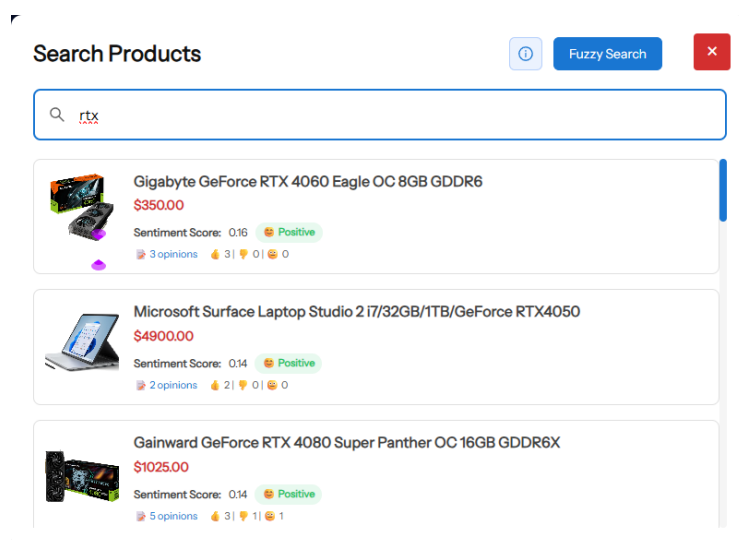 Search Products
Fuzzy Search
rtx
Gigabyte GeForce RTX 4060 Eagle OC 8GB GDDR6
$350.00
Sentiment Score: 0.16 Positive
3 opinions 3 | 0 | 0
Microsoft Surface Laptop Studio 2 i7/32GB/1TB/GeForce RTX4050
$4900.00
Sentiment Score: 0.14 Positive
2 opinions 2 | 0 | 0
Gainward GeForce RTX 4080 Super Panther OC 16GB GDDR6X
$1025.00
Sentiment Score: 0.14 Positive
5 opinions 3 | 1 | 1